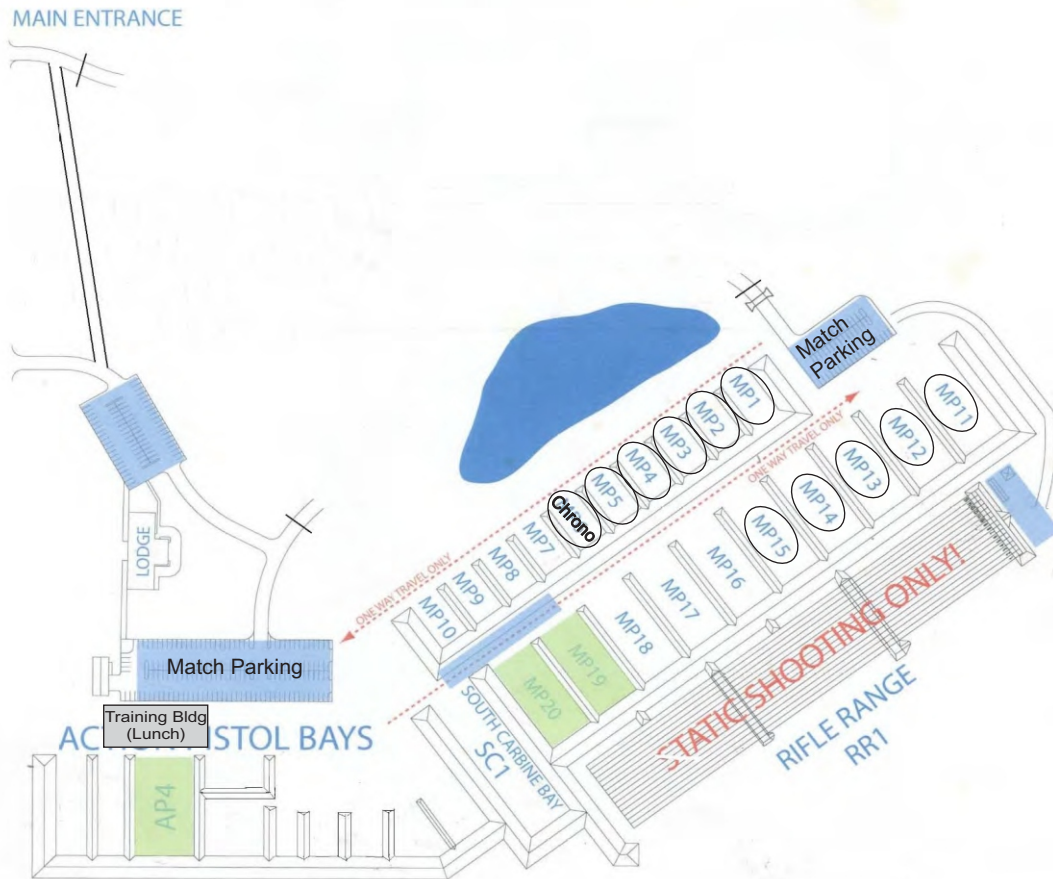 MAIN ENTRANCE
Match
Parking
MP1
MP2
MP3
MP4
MP5
Chrono
MP7
MP8
MP9
MP10
ONE WAY TRAVEL ONLY
ONE WAY TRAVEL ONLY
MP11
MP12
MP13
MP14
MP15
MP16
MP17
MP18
MP19
MP20
LODGE
Match Parking
Training Bldg
(Lunch)
ACTION PISTOL BAYS
AP4
SOUTH CARBINE BAY
SC1
STATIC SHOOTING ONLY!
RIFLE RANGE
RR1